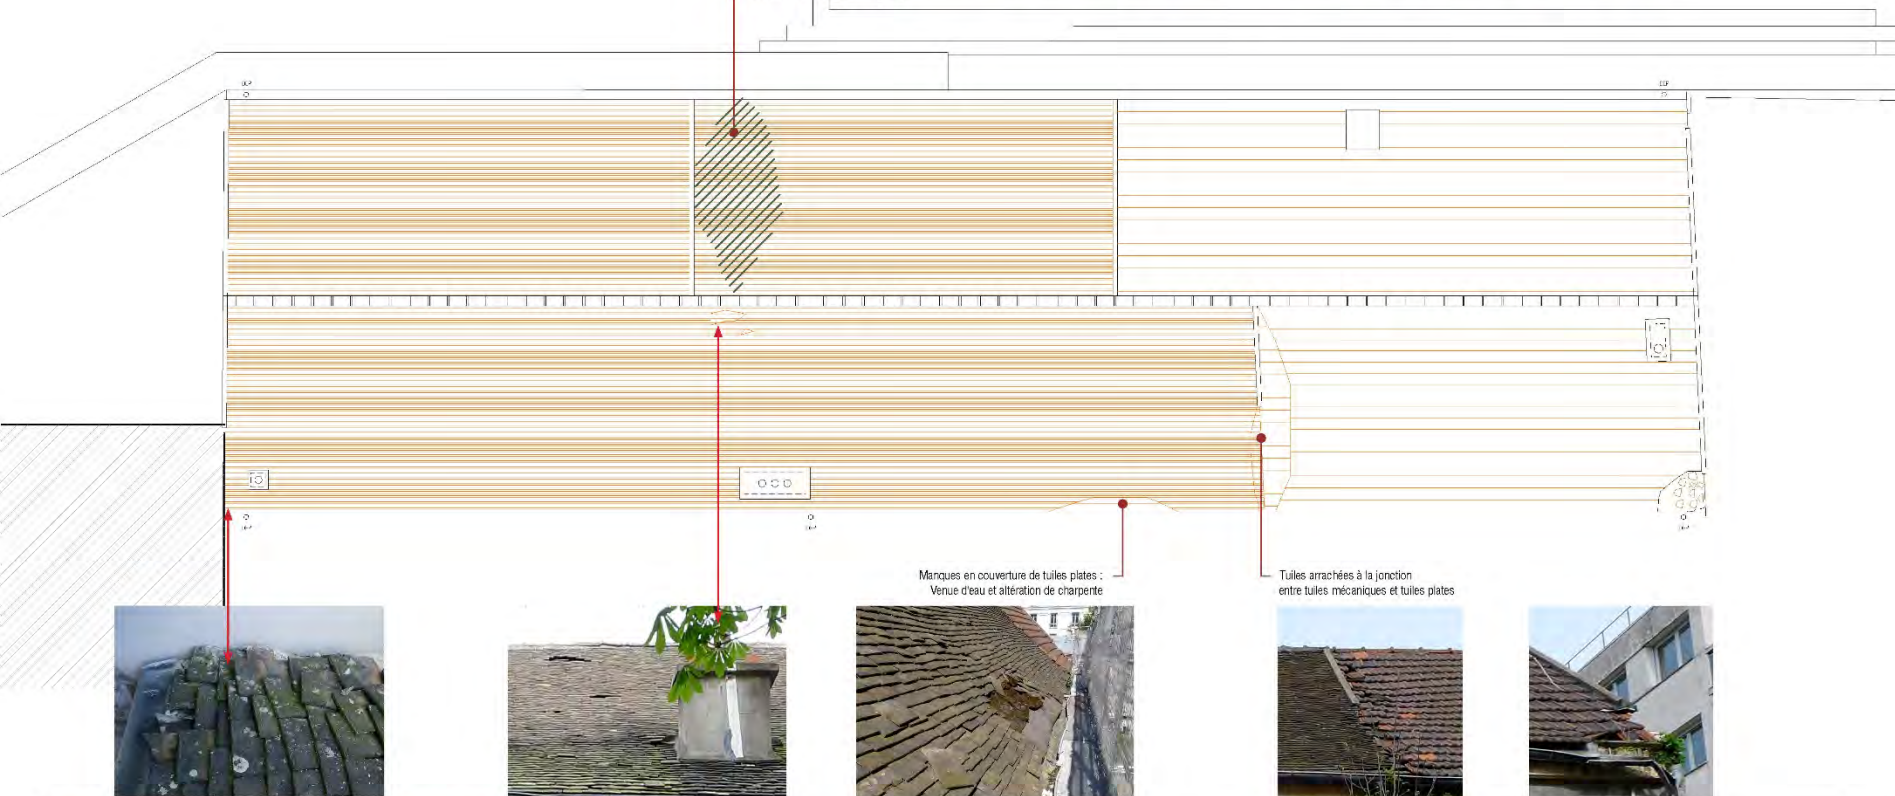 Manques en couverture de tuiles plates :
Venue d'eau et altération de charpente
Tuiles arrachées à la jonction
entre tuiles mécaniques et tuiles plates